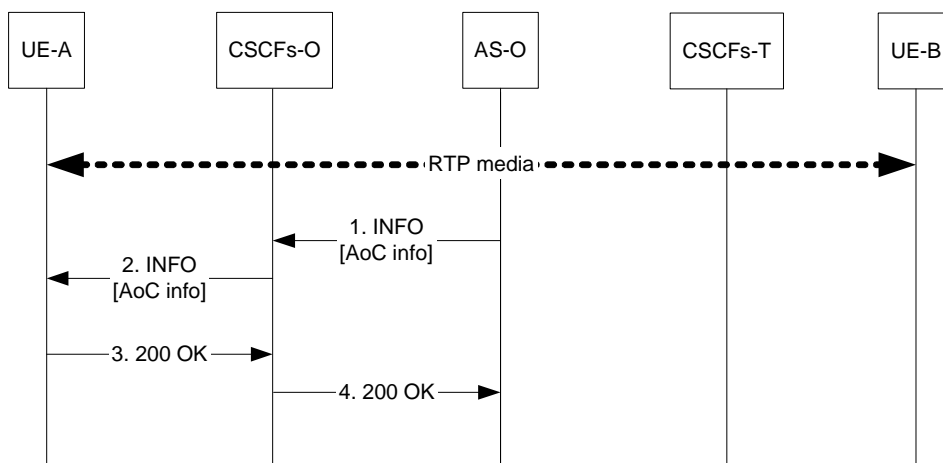 UE-A
CSCFs-O
AS-O
CSCFs-T
UE-B
RTP media
1. INFO
[AoC info]
2. INFO
[AoC info]
3. 200 OK
4. 200 OK